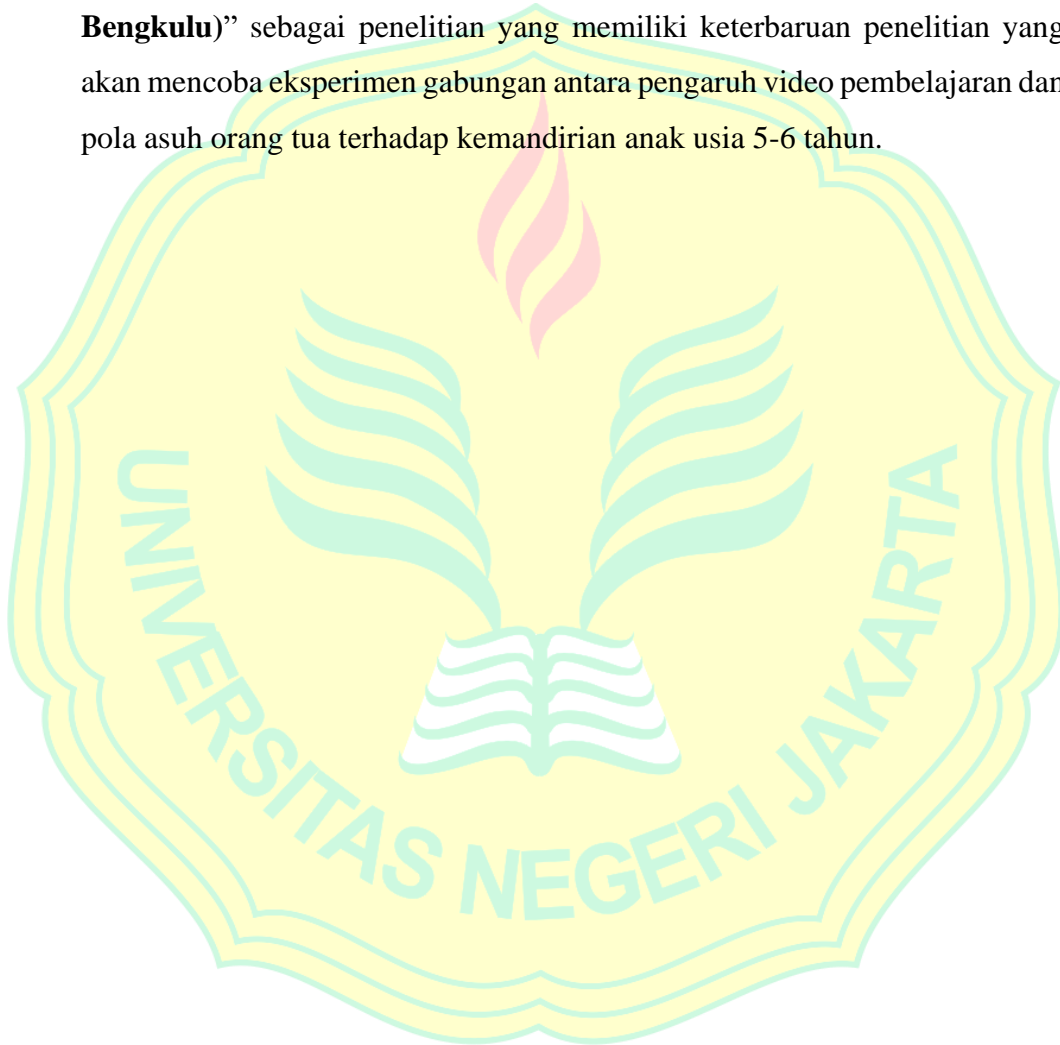 Bengkulu)” sebagai penelitian yang memiliki keterbaruan penelitian yang
akan mencoba eksperimen gabungan antara pengaruh video pembelajaran dan
pola asuh orang tua terhadap kemandirian anak usia 5-6 tahun.
UNIVERSITAS NEGERI JAKARTA